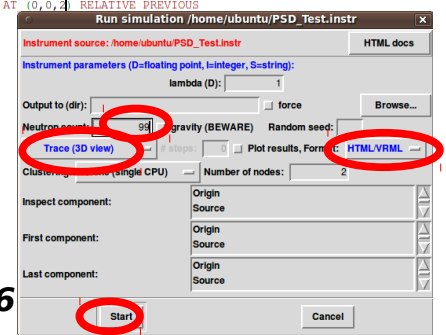 AT (0,0,2) RELATIVE PREVIOUS
Run simulation /home/ubuntu/PSD_Test.instr
Instrument source: /home/ubuntu/PSD_Test.instr HTML docs
Instrument parameters (D=floating point, I=integer, S=string):
lambda (D): 1
Output to (dir): force Browse...
Neutron count: 99 gravity (BEWARE) Random seed:
Trace (3D view) # steps: 0 Plot results, Format: HTML/VRML
Clustering: (single CPU) Number of nodes: 2
Inspect component: Origin
Source
First component: Origin
Source
Last component: Origin
Source
6
Start Cancel